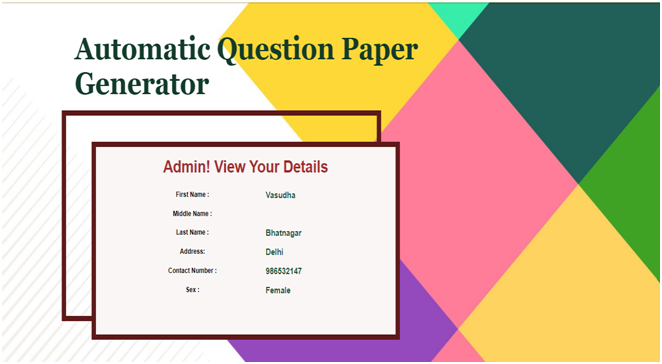 Automatic Question Paper
Generator
Admin! View Your Details
First Name : Vasudha
Middle Name :
Last Name : Bhatnagar
Address: Delhi
Contact Number : 986532147
Sex : Female